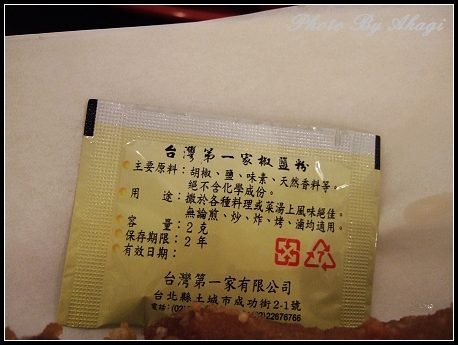 Photo By Akagi
台灣第一家椒鹽粉
主要原料：胡椒、鹽、味素、天然香料等。
絕不含化學成份。
用　途：撒於各種料理或菜湯上風味絕佳。
無論煎、炒、炸、烤、滷均適用。
容　量：2克
保存期限：2年
有效日期：
台灣第一家有限公司
台北縣土城市成功街2-1號
電話：(02) 22676766